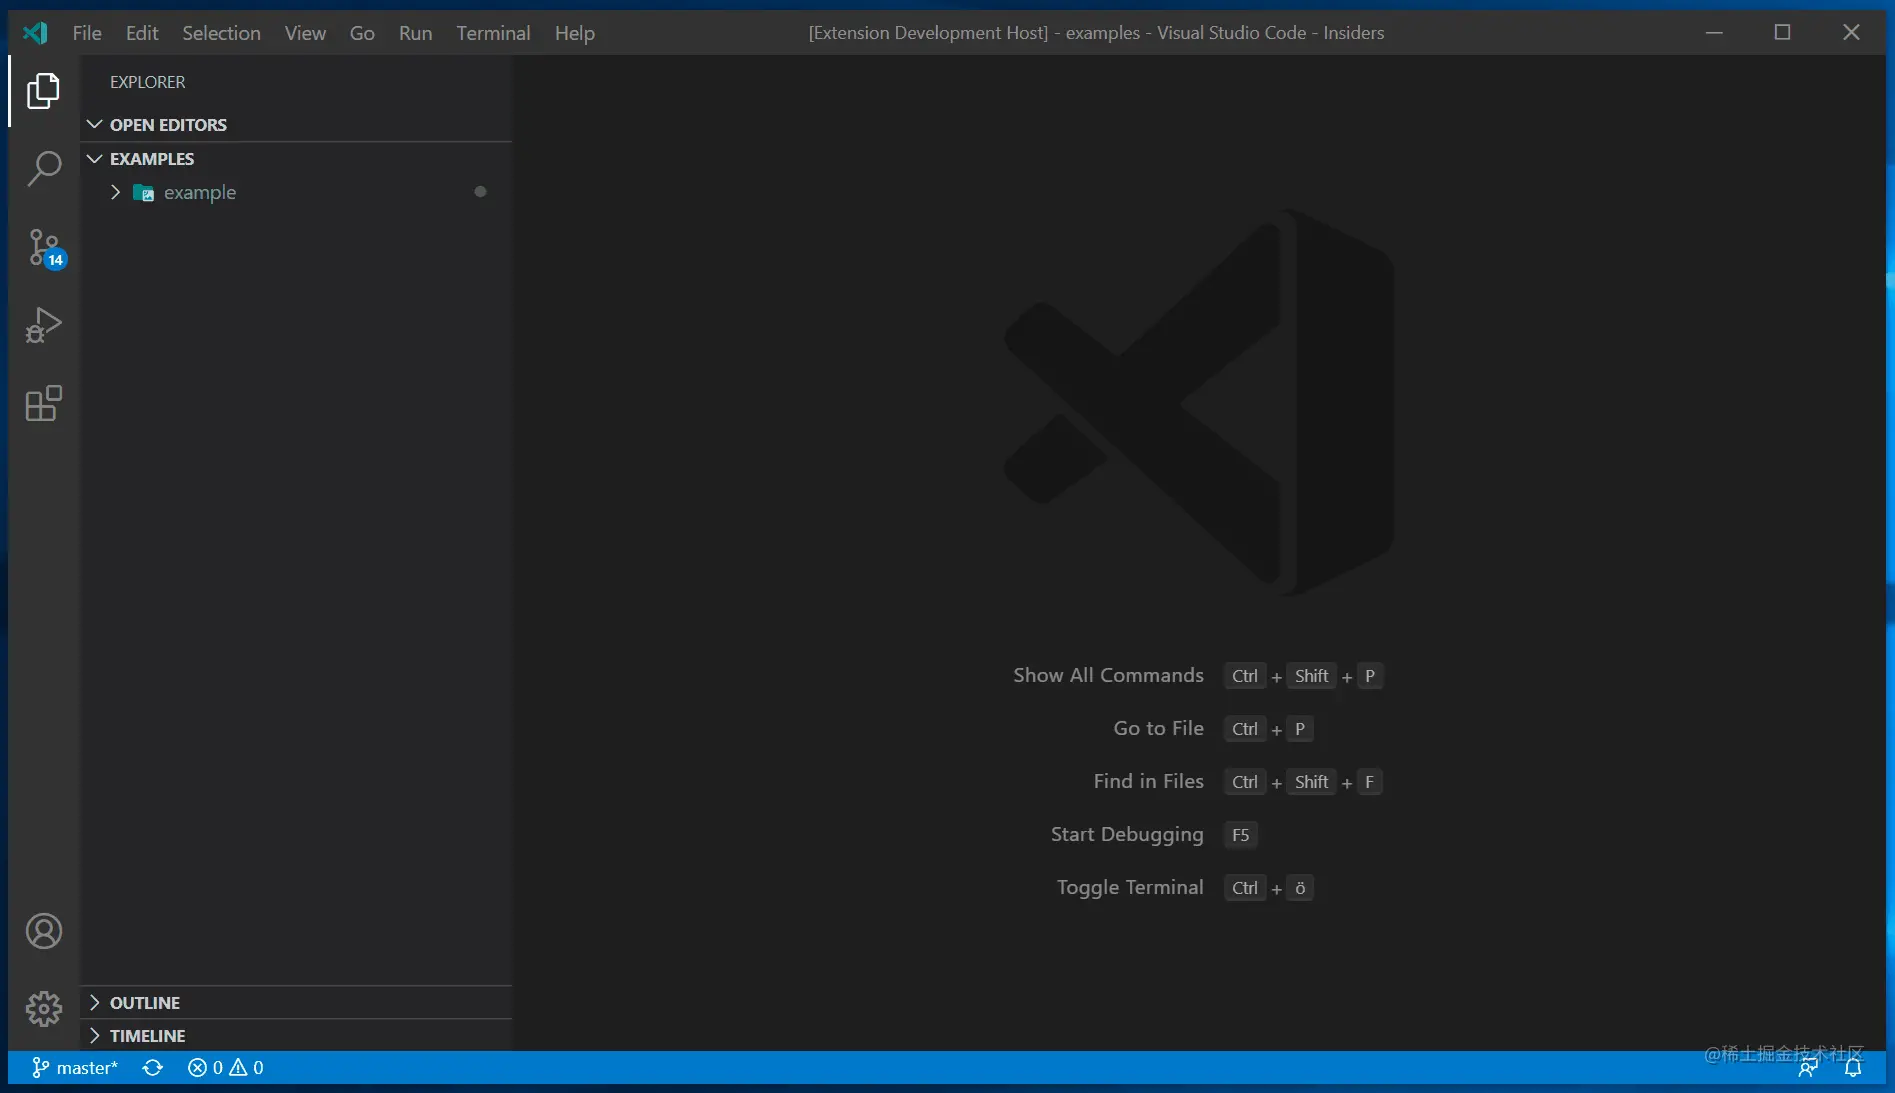 File Edit Selection View Go Run Terminal Help [Extension Development Host] - examples - Visual Studio Code - Insiders
EXPLORER
OPEN EDITORS
EXAMPLES
example
14
Show All Commands Ctrl + Shift + P
Go to File Ctrl + P
Find in Files Ctrl + Shift + F
Start Debugging F5
Toggle Terminal Ctrl + ö
OUTLINE
TIMELINE
@稀土掘金技术社区
master* 0 0